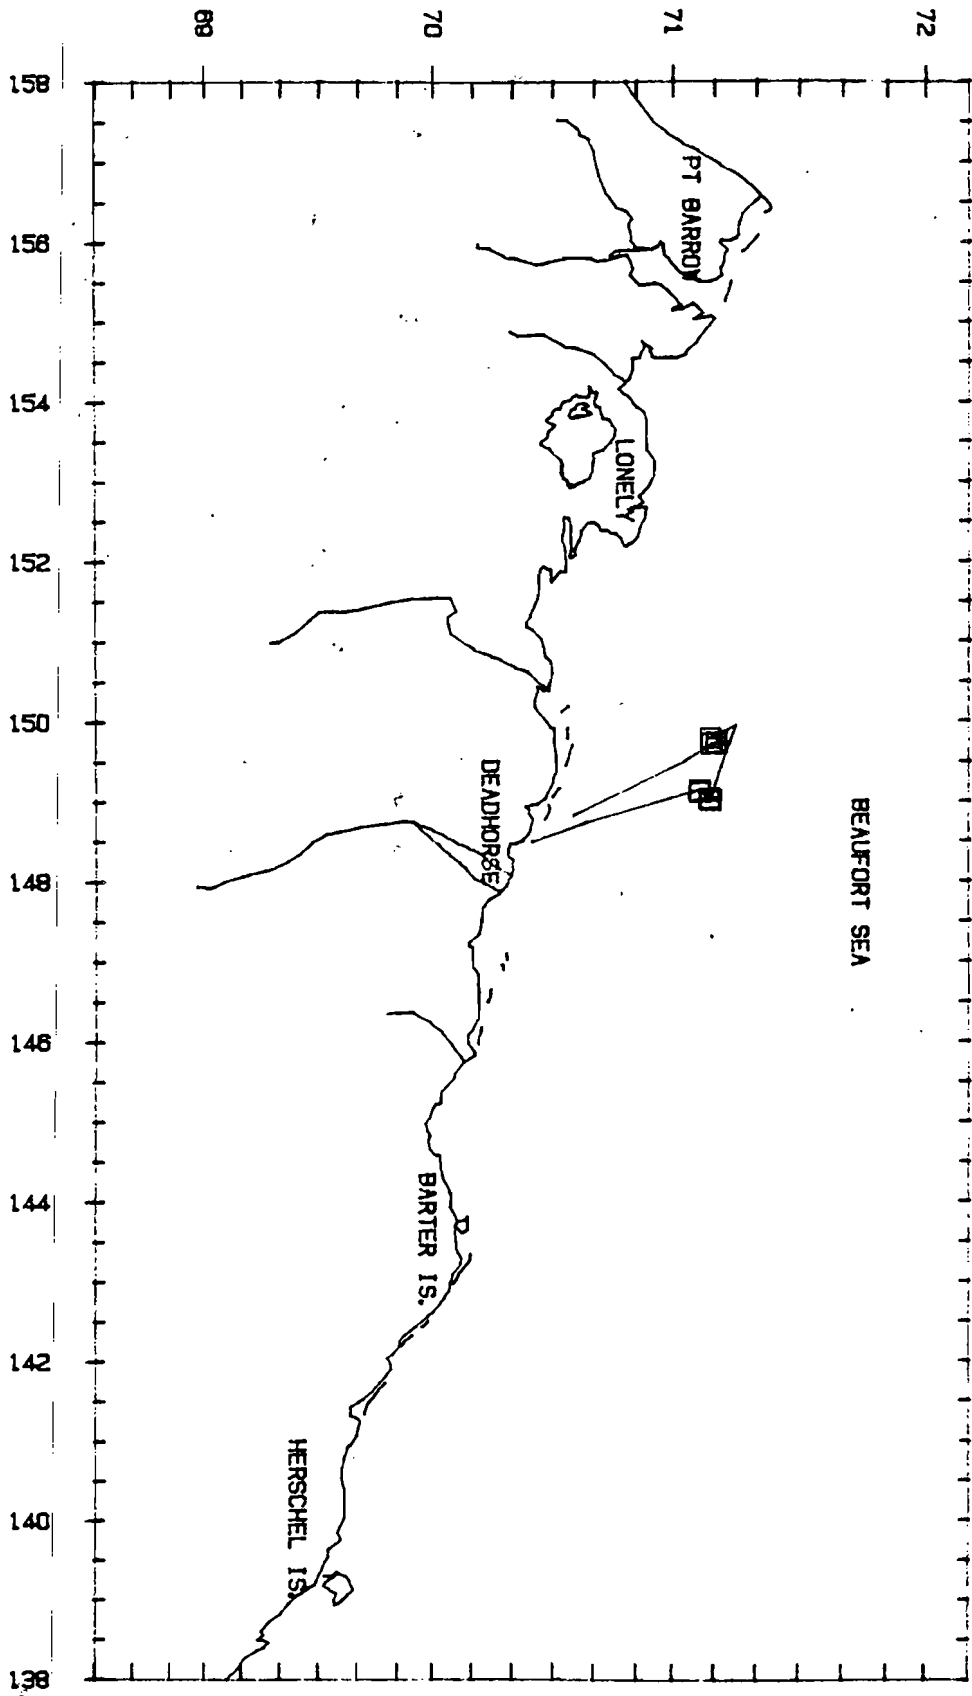 69
70
71
72
158
156
154
152
150
148
146
144
142
140
138
PT BARROW
LONELY
DEADHORSE
BEAUFORT SEA
BARTER IS.
HERSCHEL IS.